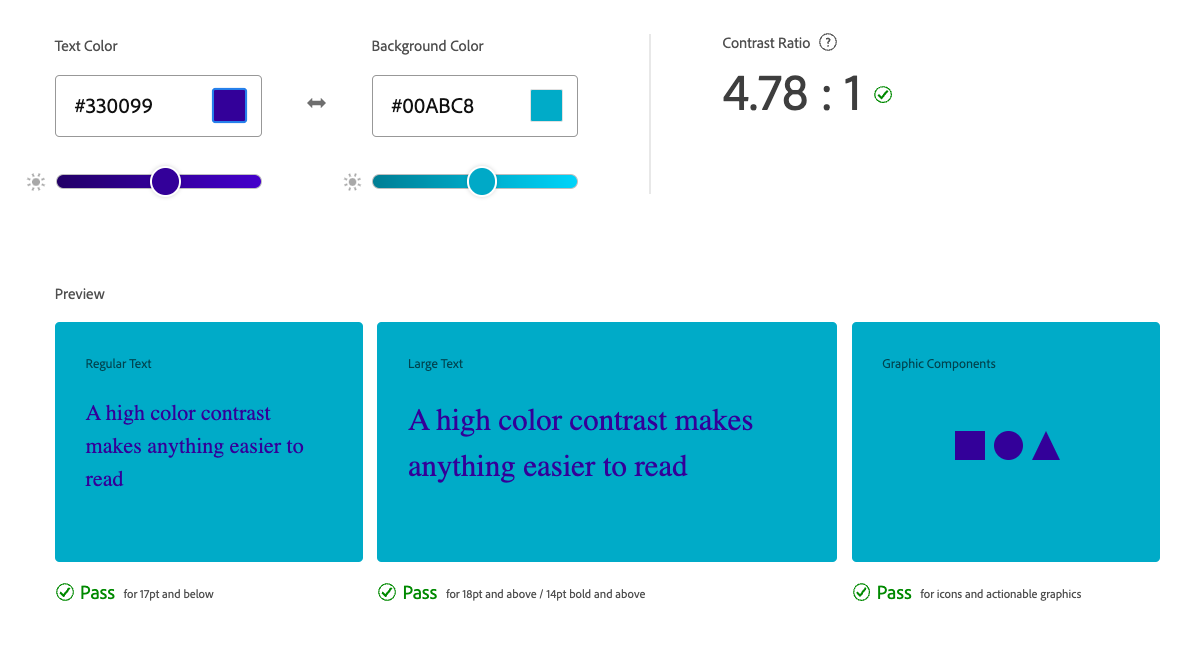 Text Color
#330099
Background Color
#00ABC8
Contrast Ratio ?
4.78 : 1
Preview
Regular Text
A high color contrast
makes anything easier to
read
Pass for 17pt and below
Large Text
A high color contrast makes
anything easier to read
Pass for 18pt and above / 14pt bold and above
Graphic Components
Pass for icons and actionable graphics